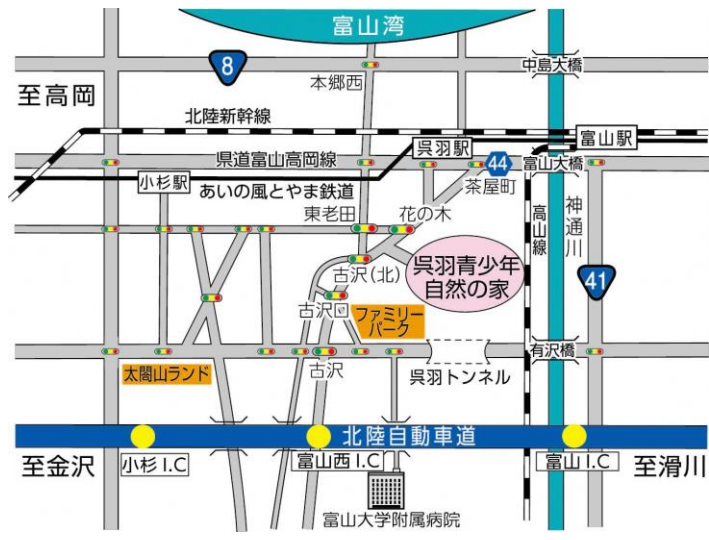 富山湾
8
中島大橋
本郷西
至高岡
北陸新幹線
呉羽駅
富山駅
県道富山高岡線
44
富山大橋
小杉駅
あいの風とやま鉄道
茶屋町
東老田
花の木
高山線
神通川
古沢(北)
呉羽青少年
自然の家
41
古沢口
ファミリー
パーク
太閤山ランド
古沢
呉羽トンネル
有沢橋
北陸自動車道
至金沢
小杉 I.C
富山西 I.C
富山 I.C
至滑川
富山大学附属病院